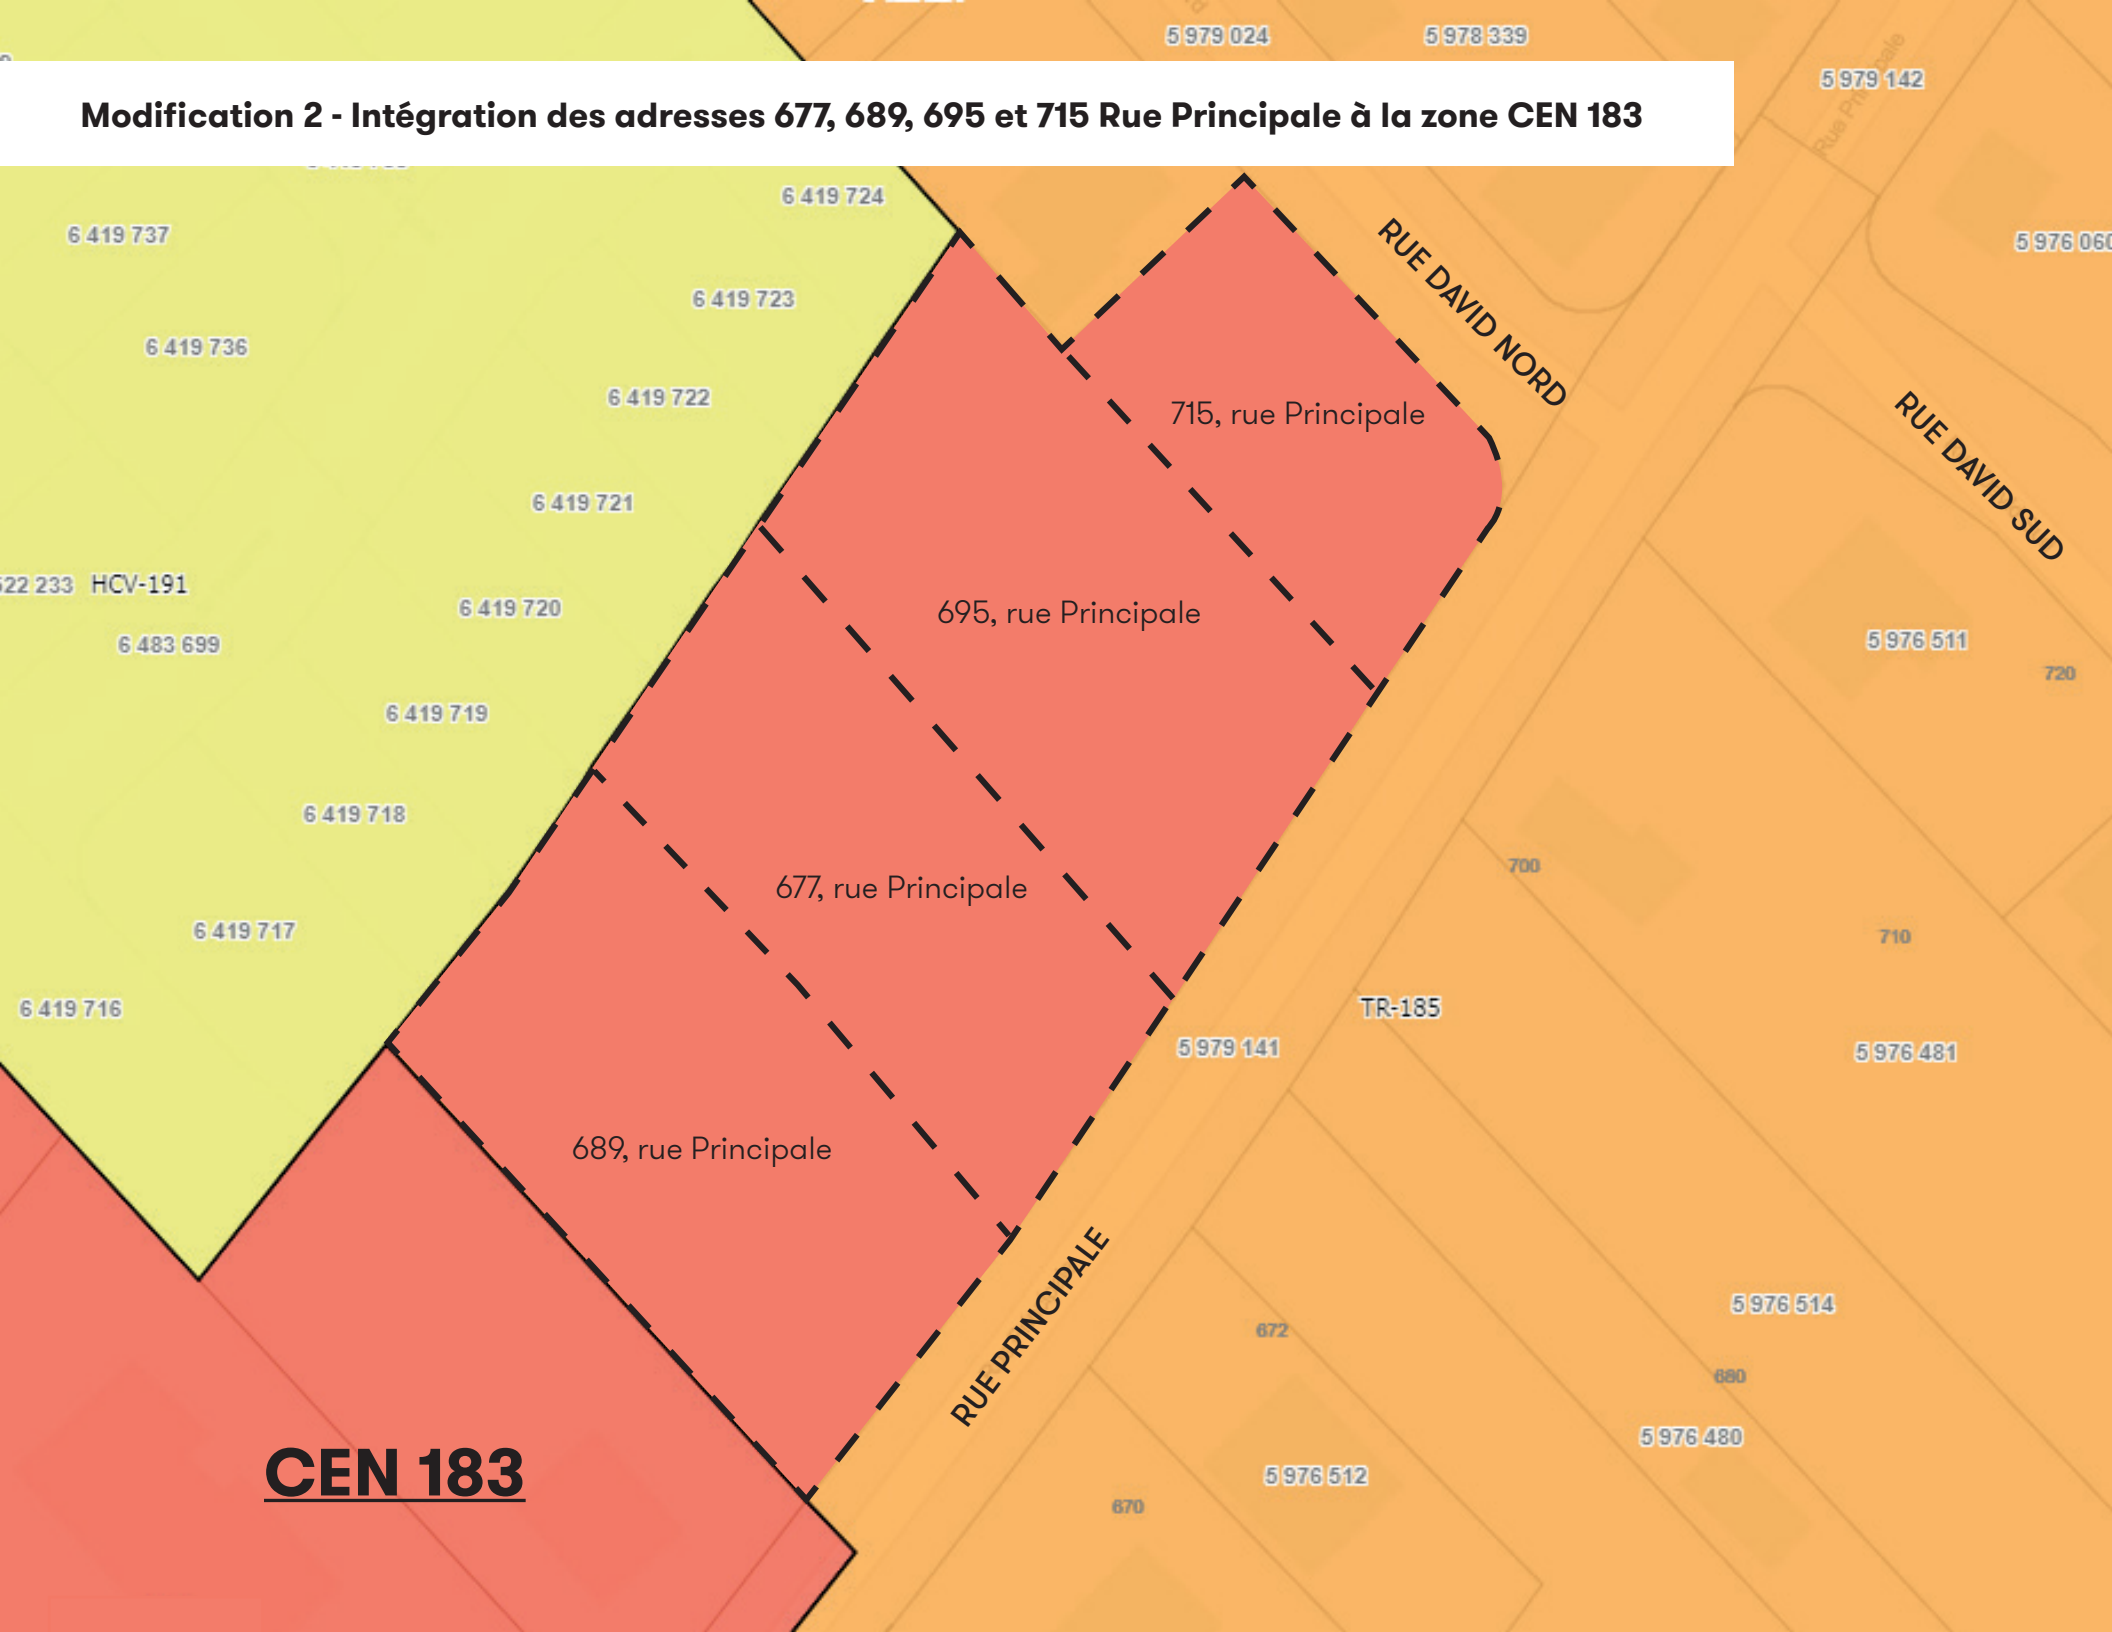 5 979 024
5 978 339
5 979 142
Rue Principale
Modification 2 - Intégration des adresses 677, 689, 695 et 715 Rue Principale à la zone CEN 183
6 419 724
6 419 737
5 976 060
RUE DAVID NORD
6 419 723
6 419 736
6 419 722
715, rue Principale
RUE DAVID SUD
6 419 721
522 233
HCV-191
6 419 720
695, rue Principale
6 483 699
5 976 511
720
6 419 719
6 419 718
700
677, rue Principale
6 419 717
710
6 419 716
TR-185
5 979 141
5 976 481
689, rue Principale
RUE PRINCIPALE
5 976 514
672
680
5 976 480
CEN 183
5 976 512
670